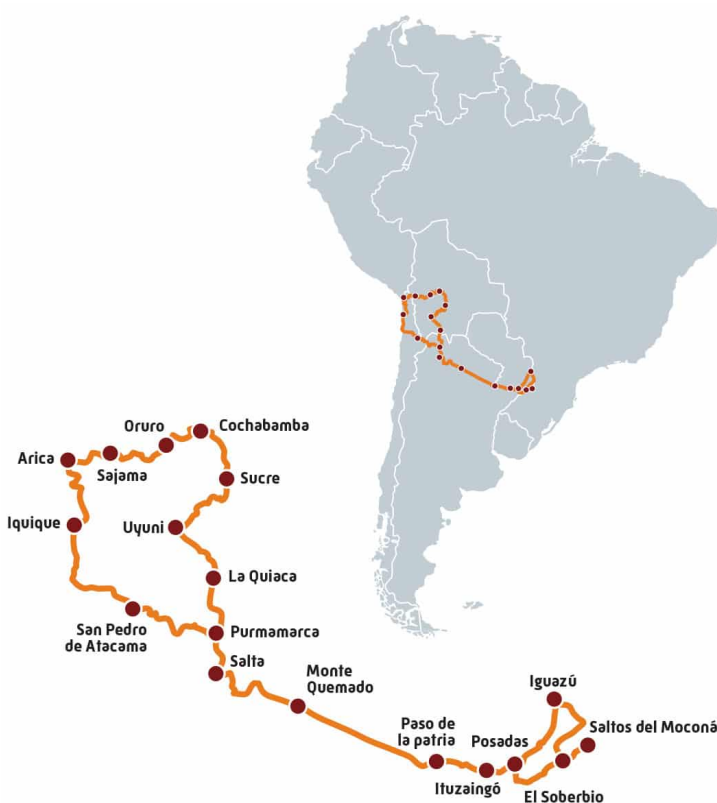 Oruro
Cochabamba
Arica
Sajama
Sucre
Iquique
Uyuni
La Quiaca
San Pedro
de Atacama
Purmamarca
Salta
Monte
Quemado
Iguazú
Paso de
la patria
Posadas
Saltos del Moconá
Ituzaingó
El Soberbio